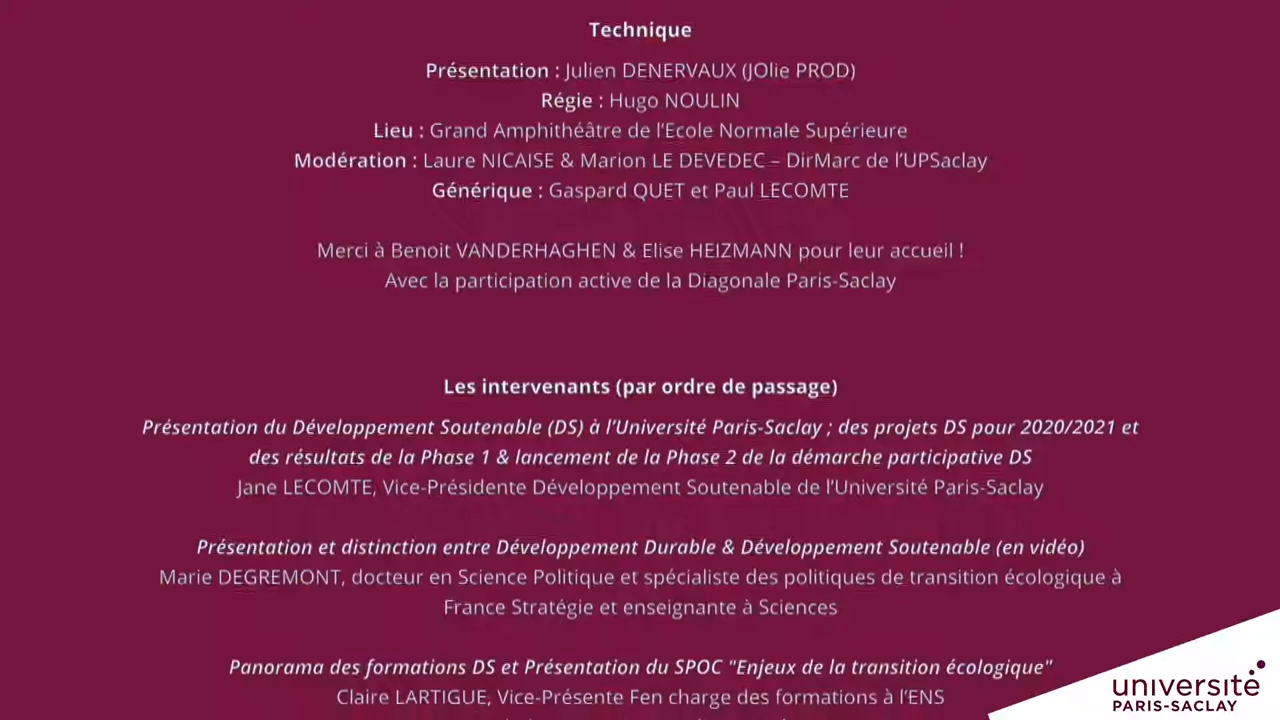 Technique
Présentation : Julien DENERVAUX (JOlie PROD)
Régie : Hugo NOULIN
Lieu : Grand Amphithéâtre de l'Ecole Normale Supérieure
Modération : Laure NICAISE & Marion LE DEVEDEC – DirMarc de l'UPSaclay
Générique : Gaspard QUET et Paul LECOMTE
Merci à Benoit VANDERHAGHEN & Elise HEIZMANN pour leur accueil !
Avec la participation active de la Diagonale Paris-Saclay
Les intervenants (par ordre de passage)
Présentation du Développement Soutenable (DS) à l'Université Paris-Saclay ; des projets DS pour 2020/2021 et
des résultats de la Phase 1 & lancement de la Phase 2 de la démarche participative DS
Jane LECOMTE, Vice-Présidente Développement Soutenable de l'Université Paris-Saclay
Présentation et distinction entre Développement Durable & Développement Soutenable (en vidéo)
Marie DEGREMONT, docteur en Science Politique et spécialiste des politiques de transition écologique à
France Stratégie et enseignante à Sciences
Panorama des formations DS et Présentation du SPOC "Enjeux de la transition écologique"
Claire LARTIGUE, Vice-Présente Fen charge des formations à l'ENS
université
PARIS-SACLAY